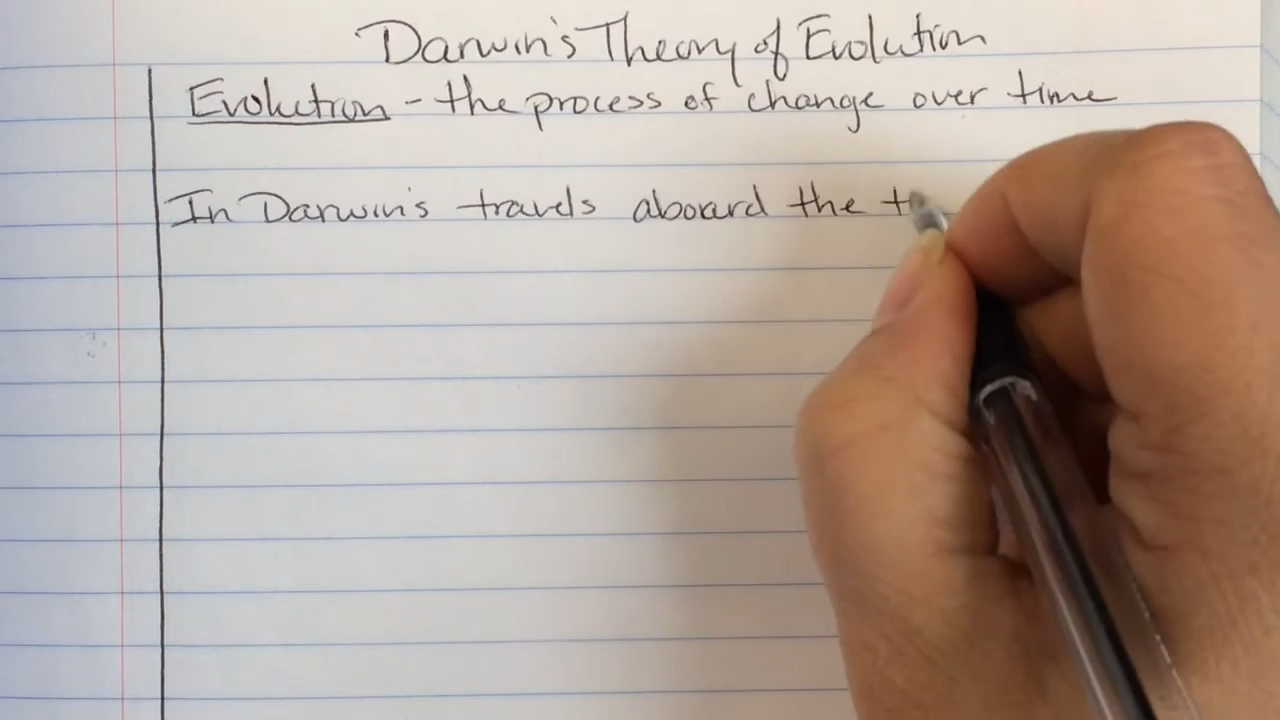 Darwin's Theory of Evolution
Evolution - the process of change over time
In Darwin's travels aboard the